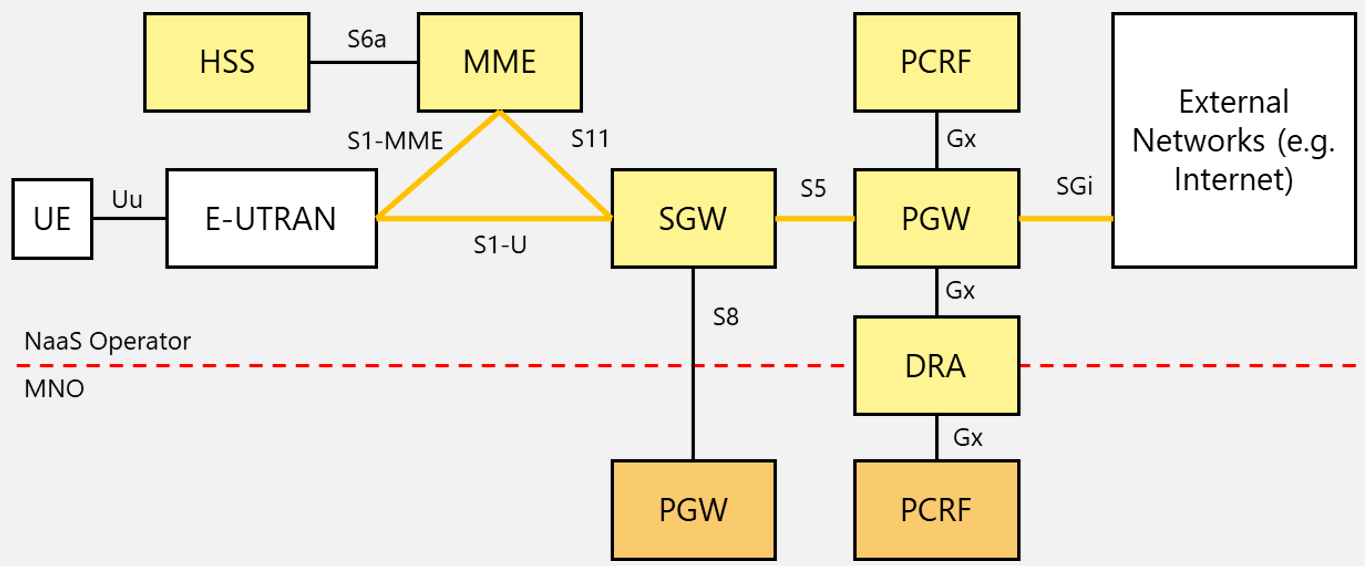 HSS
S6a
MME
PCRF
External
Networks (e.g.
Internet)
S1-MME
S11
Gx
UE
Uu
E-UTRAN
S1-U
SGW
S5
PGW
SGi
Gx
S8
NaaS Operator
MNO
DRA
Gx
PGW
PCRF